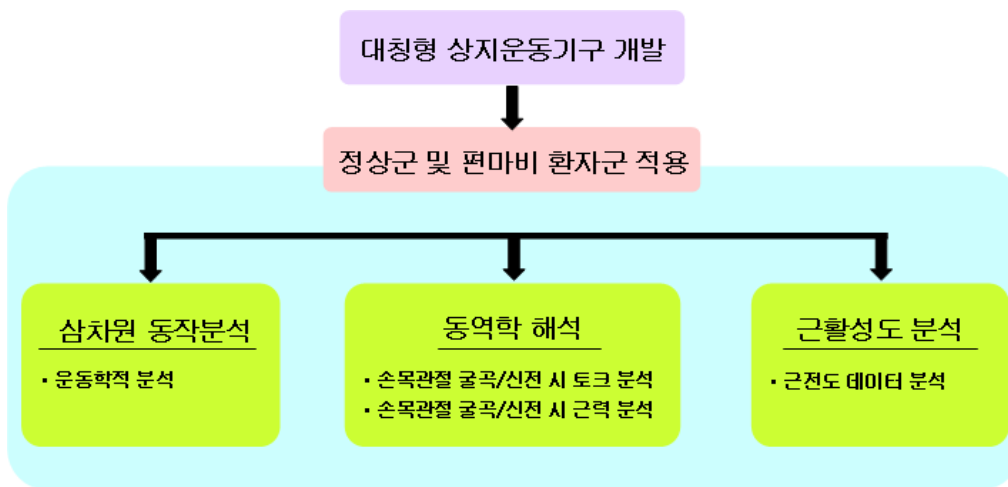 대칭형 상지운동기구 개발
정상군 및 편마비 환자군 적용
삼차원 동작분석
· 운동학적 분석
동역학 해석
· 손목관절 굴곡/신전 시 토크 분석
· 손목관절 굴곡/신전 시 근력 분석
근활성도 분석
· 근전도 데이터 분석